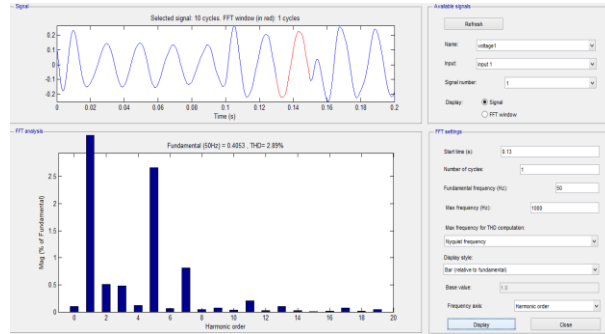 Signal
Selected signal: 10 cycles. FFT window (in red): 1 cycles
0.2
0.1
0
-0.1
-0.2
0 0.02 0.04 0.06 0.08 0.1 0.12 0.14 0.16 0.18 0.2
Time (s)
FFT analysis
Fundamental (50Hz) = 0.4053 , THD= 2.89%
Mag (% of Fundamental)
2.5
2
1.5
1
0.5
0
0 2 4 6 8 10 12 14 16 18 20
Harmonic order
Available signals
Refresh
Name: voltage1
Input: input 1
Signal number: 1
Display: Signal
FFT window
FFT settings
Start time (s): 0.13
Number of cycles: 1
Fundamental frequency (Hz): 50
Max frequency (Hz): 1000
Max frequency for THD computation:
Nyquist frequency
Display style:
Bar (relative to fundamental)
Base value: 1.0
Frequency axis: Harmonic order
Display Close